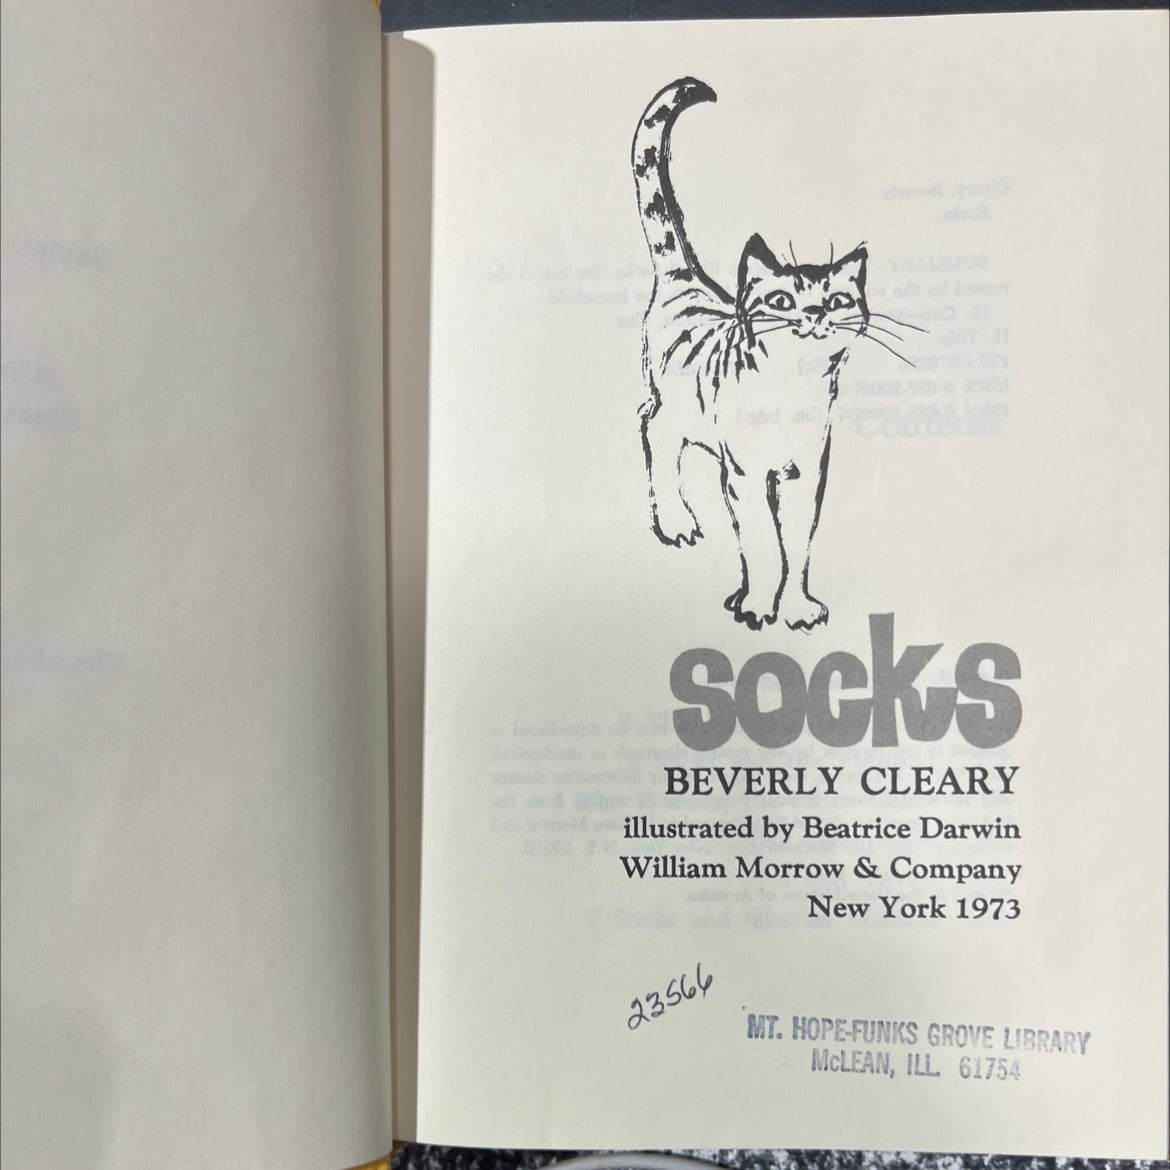 socks
BEVERLY CLEARY
illustrated by Beatrice Darwin
William Morrow & Company
New York 1973
23566
MT. HOPE-FUNKS GROVE LIBRARY
McLEAN, ILL. 61754